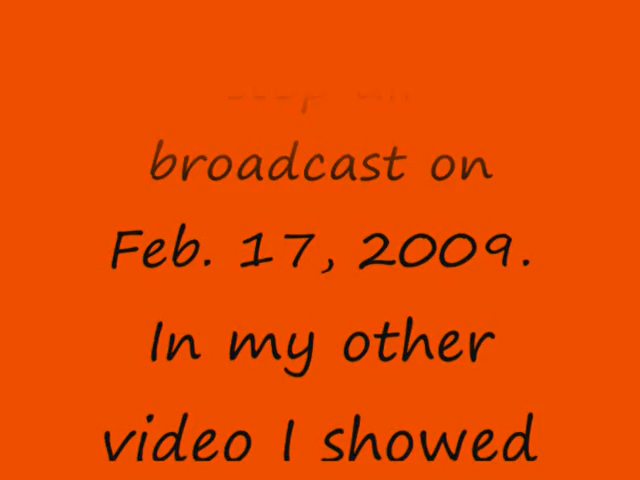 broadcast on
Feb. 17, 2009.
In my other
video I showed